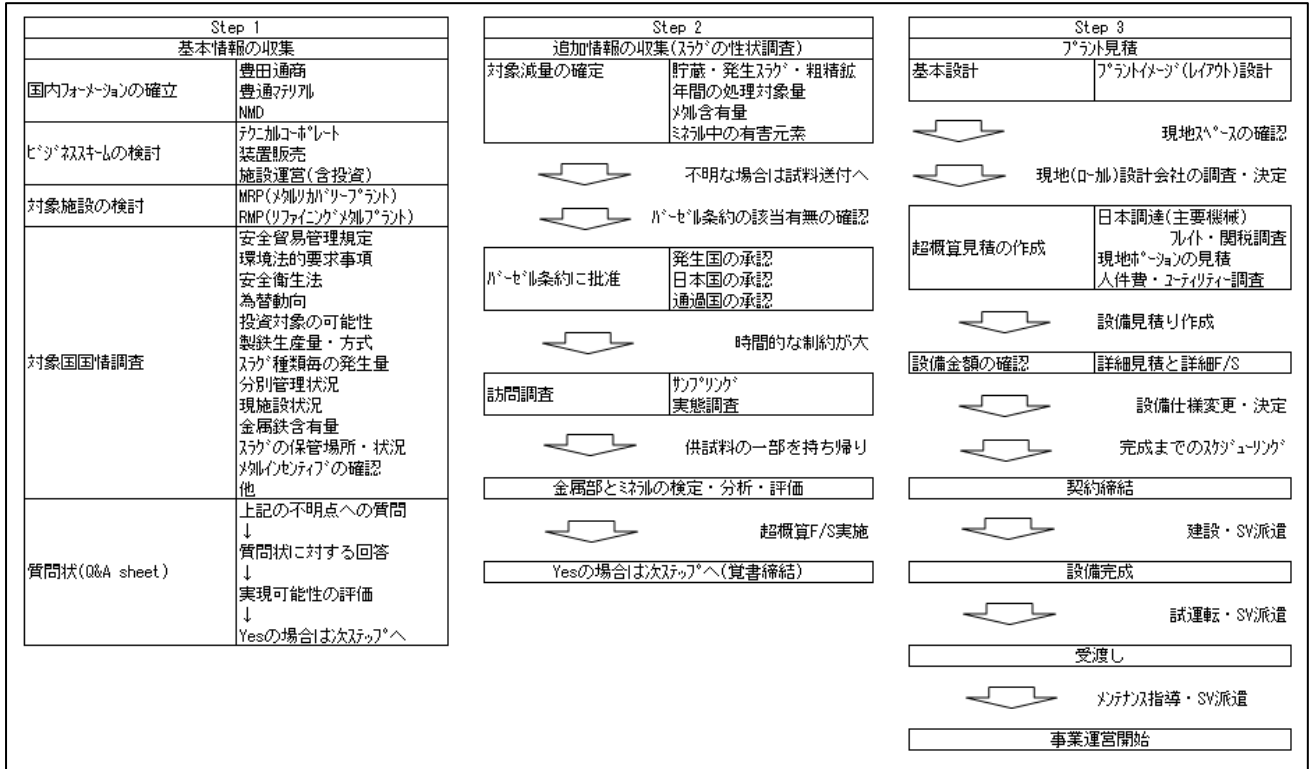 Step 1
基本情報の収集
国内ﾌｫｰﾒｰｼｮﾝの確立
豊田通商
豊通ﾏﾃﾘｱﾙ
NMD
ﾋﾞｼﾞﾈｽｽｷｰﾑの検討
ﾃｸﾆｶﾙｺｰﾎﾟﾚｰﾄ
装置販売
施設運営(含投資)
対象施設の検討
MRP(ﾒﾀﾙﾘｶﾊﾞﾘｰﾌﾟﾗﾝﾄ)
RMP(ﾘﾌｧｲﾆﾝｸﾞﾒﾀﾙﾌﾟﾗﾝﾄ)
対象国国情調査
安全貿易管理規定
環境法的要求事項
安全衛生法
為替動向
投資対象の可能性
製鉄生産量・方式
ｽﾗｸﾞ種類毎の発生量
分別管理状況
現施設状況
金属鉄含有量
ｽﾗｸﾞの保管場所・状況
ﾒﾀﾙｲﾝｾﾝﾃｨﾌﾞの確認
他
質問状(Q&A sheet)
上記の不明点への質問
↓
質問状に対する回答
↓
実現可能性の評価
↓
Yesの場合は次ｽﾃｯﾌﾟへ
Step 2
追加情報の収集(ｽﾗｸﾞの性状調査)
対象減量の確定
貯蔵・発生ｽﾗｸﾞ・粗精鉱
年間の処理対象量
ﾒﾀﾙ含有量
ﾐﾈﾗﾙ中の有害元素
不明な場合は試料送付へ
ﾊﾞｰｾﾞﾙ条約の該当有無の確認
ﾊﾞｰｾﾞﾙ条約に批准
発生国の承認
日本国の承認
通過国の承認
時間的な制約が大
訪問調査
ｻﾝﾌﾟﾘﾝｸﾞ
実態調査
供試料の一部を持ち帰り
金属部とﾐﾈﾗﾙの検定・分析・評価
超概算F/S実施
Yesの場合は次ｽﾃｯﾌﾟへ(覚書締結)
Step 3
ﾌﾟﾗﾝﾄ見積
基本設計
ﾌﾟﾗﾝﾄｲﾒｰｼﾞ(ﾚｲｱｳﾄ)設計
現地ｽﾍﾟｰｽの確認
現地(ﾛｰｶﾙ)設計会社の調査・決定
超概算見積の作成
日本調達(主要機械)
ﾌﾚｲﾄ・関税調査
現地ﾎﾟｰｼｮﾝの見積
人件費・ﾕｰﾃｨﾘﾃｨｰ調査
設備見積り作成
設備金額の確認
詳細見積と詳細F/S
設備仕様変更・決定
完成までのｽｹｼﾞｭｰﾘﾝｸﾞ
契約締結
建設・SV派遣
設備完成
試運転・SV派遣
受渡し
ﾒﾝﾃﾅﾝｽ指導・SV派遣
事業運営開始